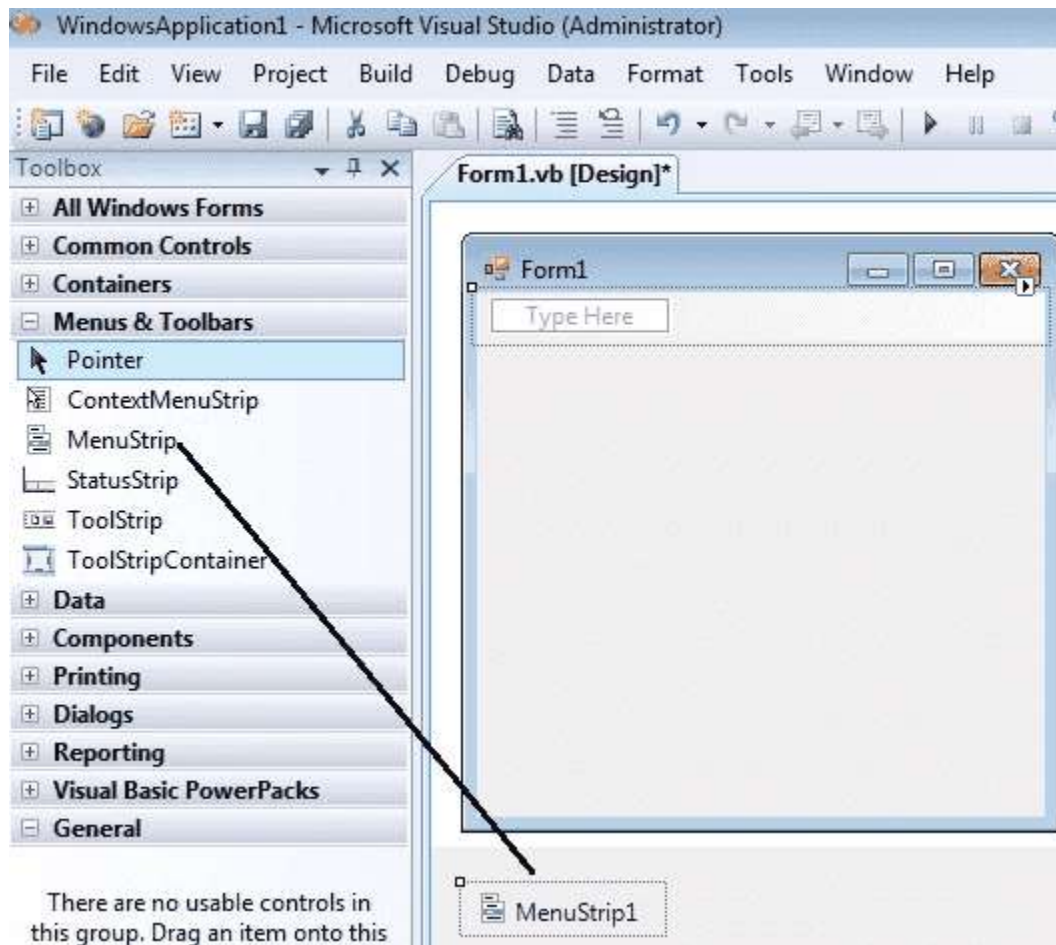 WindowsApplication1 - Microsoft Visual Studio (Administrator)
File Edit View Project Build Debug Data Format Tools Window Help
Toolbox
Form1.vb [Design]*
All Windows Forms
Common Controls
Containers
Menus & Toolbars
Pointer
ContextMenuStrip
MenuStrip
StatusStrip
ToolStrip
ToolStripContainer
Data
Components
Printing
Dialogs
Reporting
Visual Basic PowerPacks
General
There are no usable controls in
this group. Drag an item onto this
Form1
Type Here
MenuStrip1